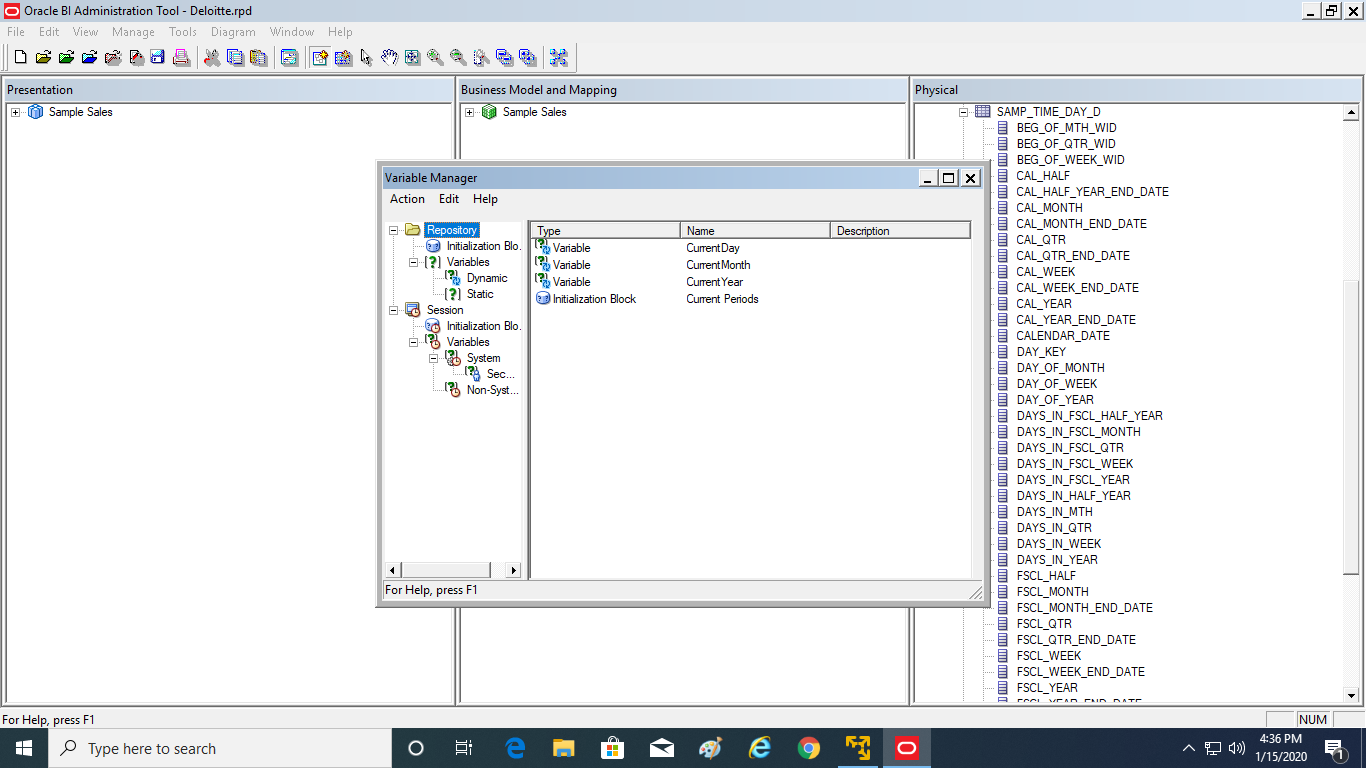 Oracle BI Administration Tool - Deloitte.rpd
File Edit View Manage Tools Diagram Window Help
Presentation
Sample Sales
Business Model and Mapping
Sample Sales
Physical
SAMP_TIME_DAY_D
BEG_OF_MTH_WID
BEG_OF_QTR_WID
BEG_OF_WEEK_WID
CAL_HALF
CAL_HALF_YEAR_END_DATE
CAL_MONTH
CAL_MONTH_END_DATE
CAL_QTR
CAL_QTR_END_DATE
CAL_WEEK
CAL_WEEK_END_DATE
CAL_YEAR
CAL_YEAR_END_DATE
CALENDAR_DATE
DAY_KEY
DAY_OF_MONTH
DAY_OF_WEEK
DAY_OF_YEAR
DAYS_IN_FSCL_HALF_YEAR
DAYS_IN_FSCL_MONTH
DAYS_IN_FSCL_QTR
DAYS_IN_FSCL_WEEK
DAYS_IN_FSCL_YEAR
DAYS_IN_HALF_YEAR
DAYS_IN_MTH
DAYS_IN_QTR
DAYS_IN_WEEK
DAYS_IN_YEAR
FSCL_HALF
FSCL_MONTH
FSCL_MONTH_END_DATE
FSCL_QTR
FSCL_QTR_END_DATE
FSCL_WEEK
FSCL_WEEK_END_DATE
FSCL_YEAR
FSCL_YEAR_END_DATE
Variable Manager
Action Edit Help
Repository
Initialization Blo.
Variables
Dynamic
Static
Session
Initialization Blo.
Variables
System
Sec...
Non-Syst...
Type Name Description
Variable CurrentDay
Variable CurrentMonth
Variable CurrentYear
Initialization Block Current Periods
For Help, press F1
For Help, press F1
NUM
Type here to search
4:36 PM
1/15/2020
1